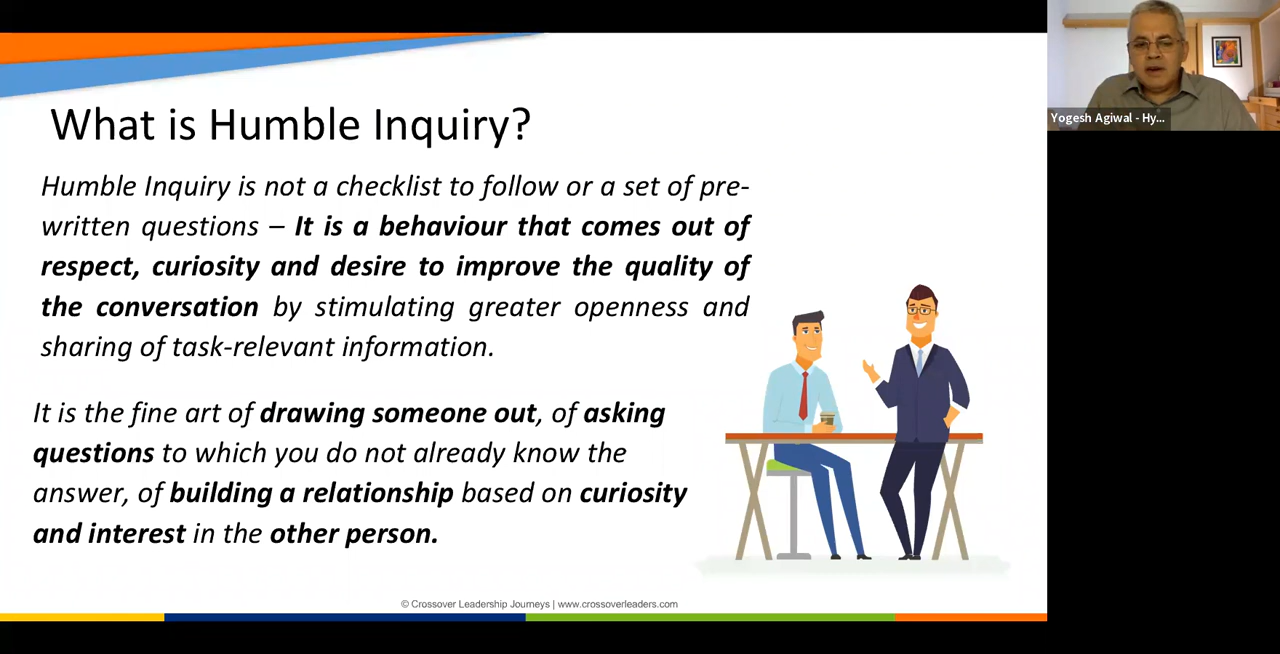 What is Humble Inquiry?
Humble Inquiry is not a checklist to follow or a set of pre-
written questions – It is a behaviour that comes out of
respect, curiosity and desire to improve the quality of
the conversation by stimulating greater openness and
sharing of task-relevant information.
It is the fine art of drawing someone out, of asking
questions to which you do not already know the
answer, of building a relationship based on curiosity
and interest in the other person.
© Crossover Leadership Journeys | www.crossoverleaders.com
Yogesh Agiwal - Hy...